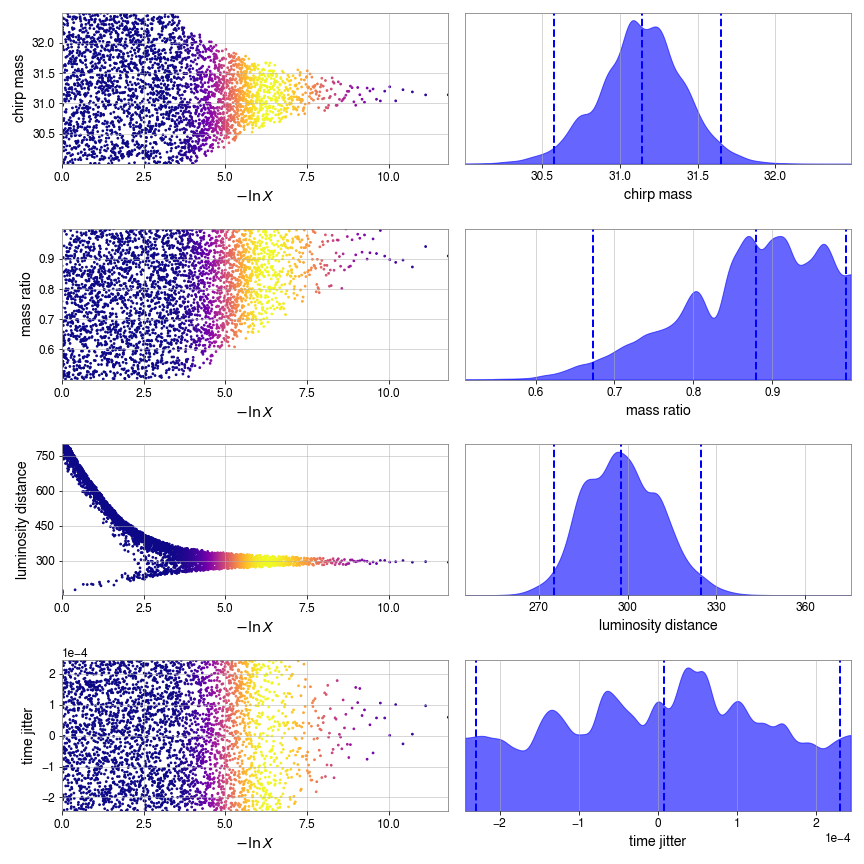 32.0
31.5
31.0
30.5
chirp mass
0.0 2.5 5.0 7.5 10.0
−ln X
30.5 31.0 31.5 32.0
chirp mass
0.9
0.8
0.7
0.6
mass ratio
0.0 2.5 5.0 7.5 10.0
−ln X
0.6 0.7 0.8 0.9
mass ratio
750
600
450
300
luminosity distance
0.0 2.5 5.0 7.5 10.0
−ln X
270 300 330 360
luminosity distance
1e−4
2
1
0
−1
−2
time jitter
0.0 2.5 5.0 7.5 10.0
−ln X
−2 −1 0 1 2
1e−4
time jitter